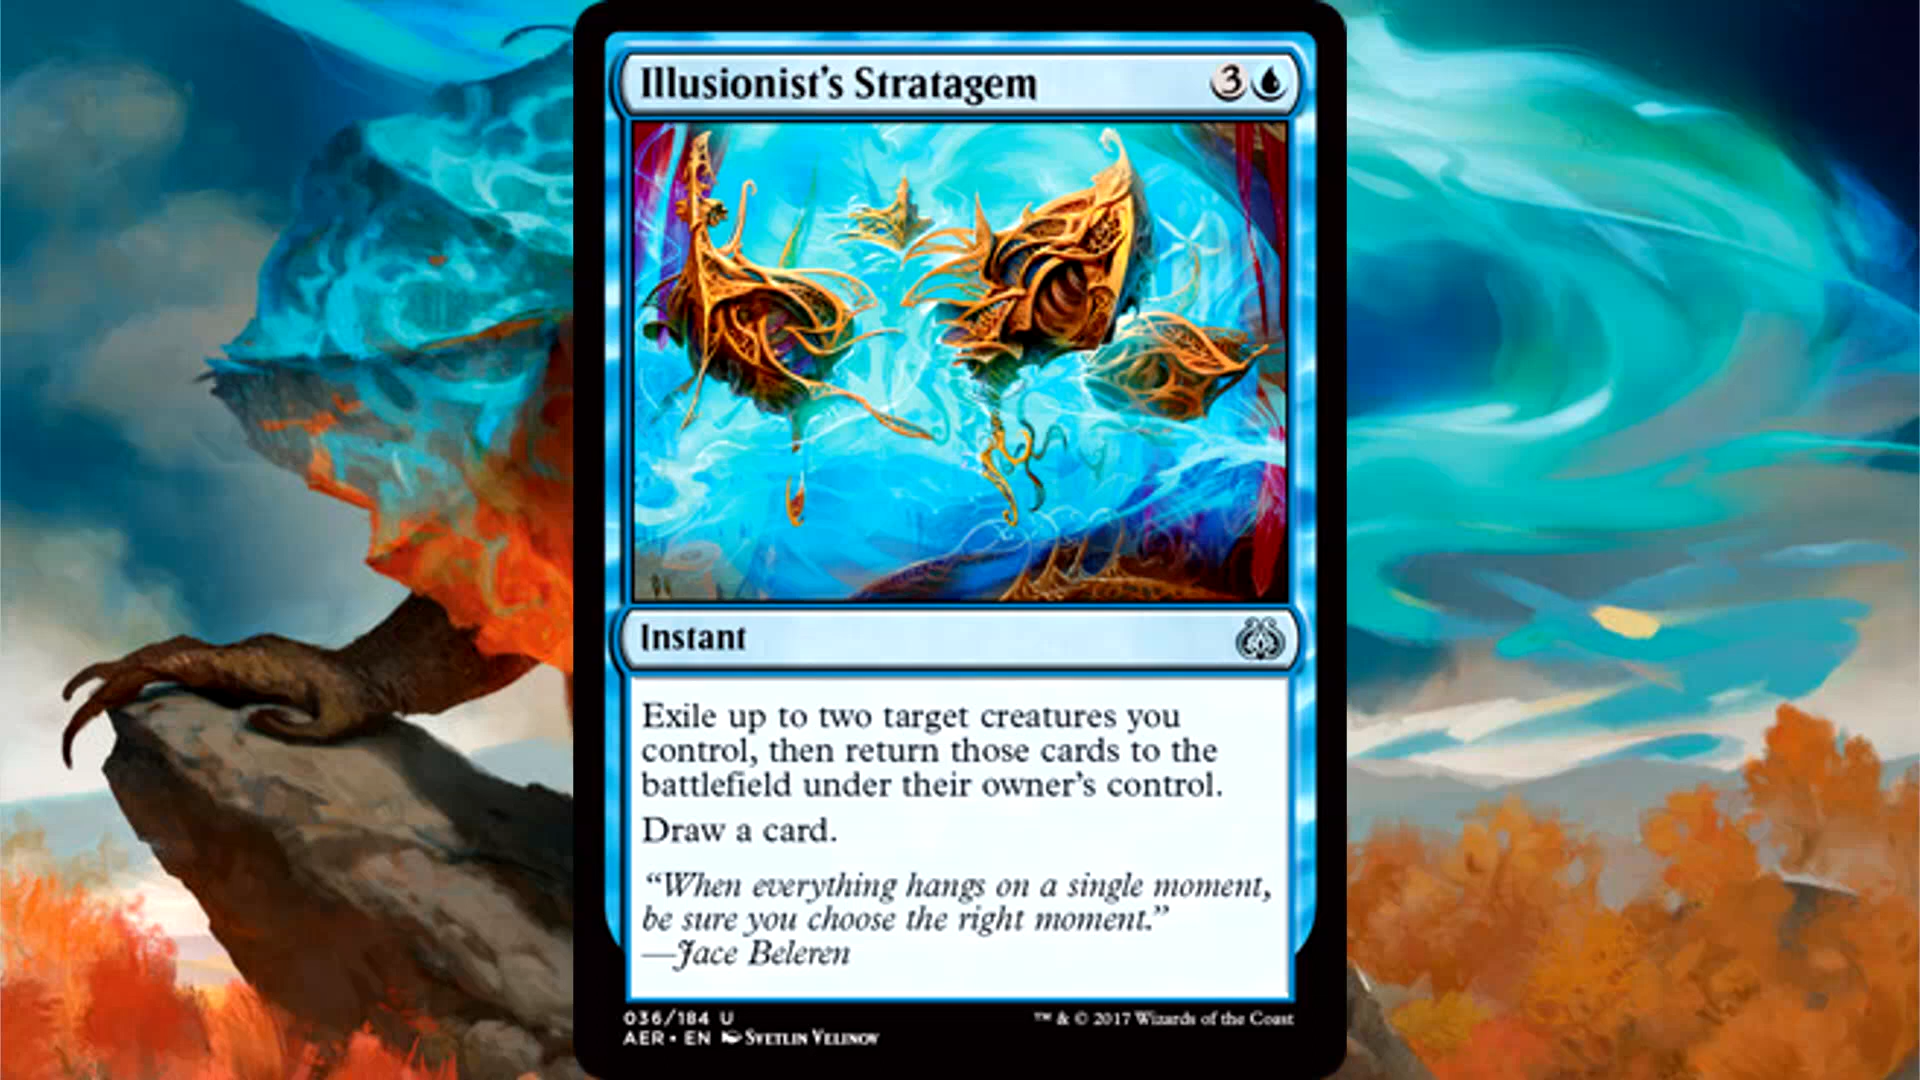 Illusionist's Stratagem 3
Instant
Exile up to two target creatures you
control, then return those cards to the
battlefield under their owner's control.
Draw a card.
“When everything hangs on a single moment,
be sure you choose the right moment.”
—Jace Beleren
036/184 U
™ & © 2017 Wizards of the Coast
AER • EN Svetlin Velinov